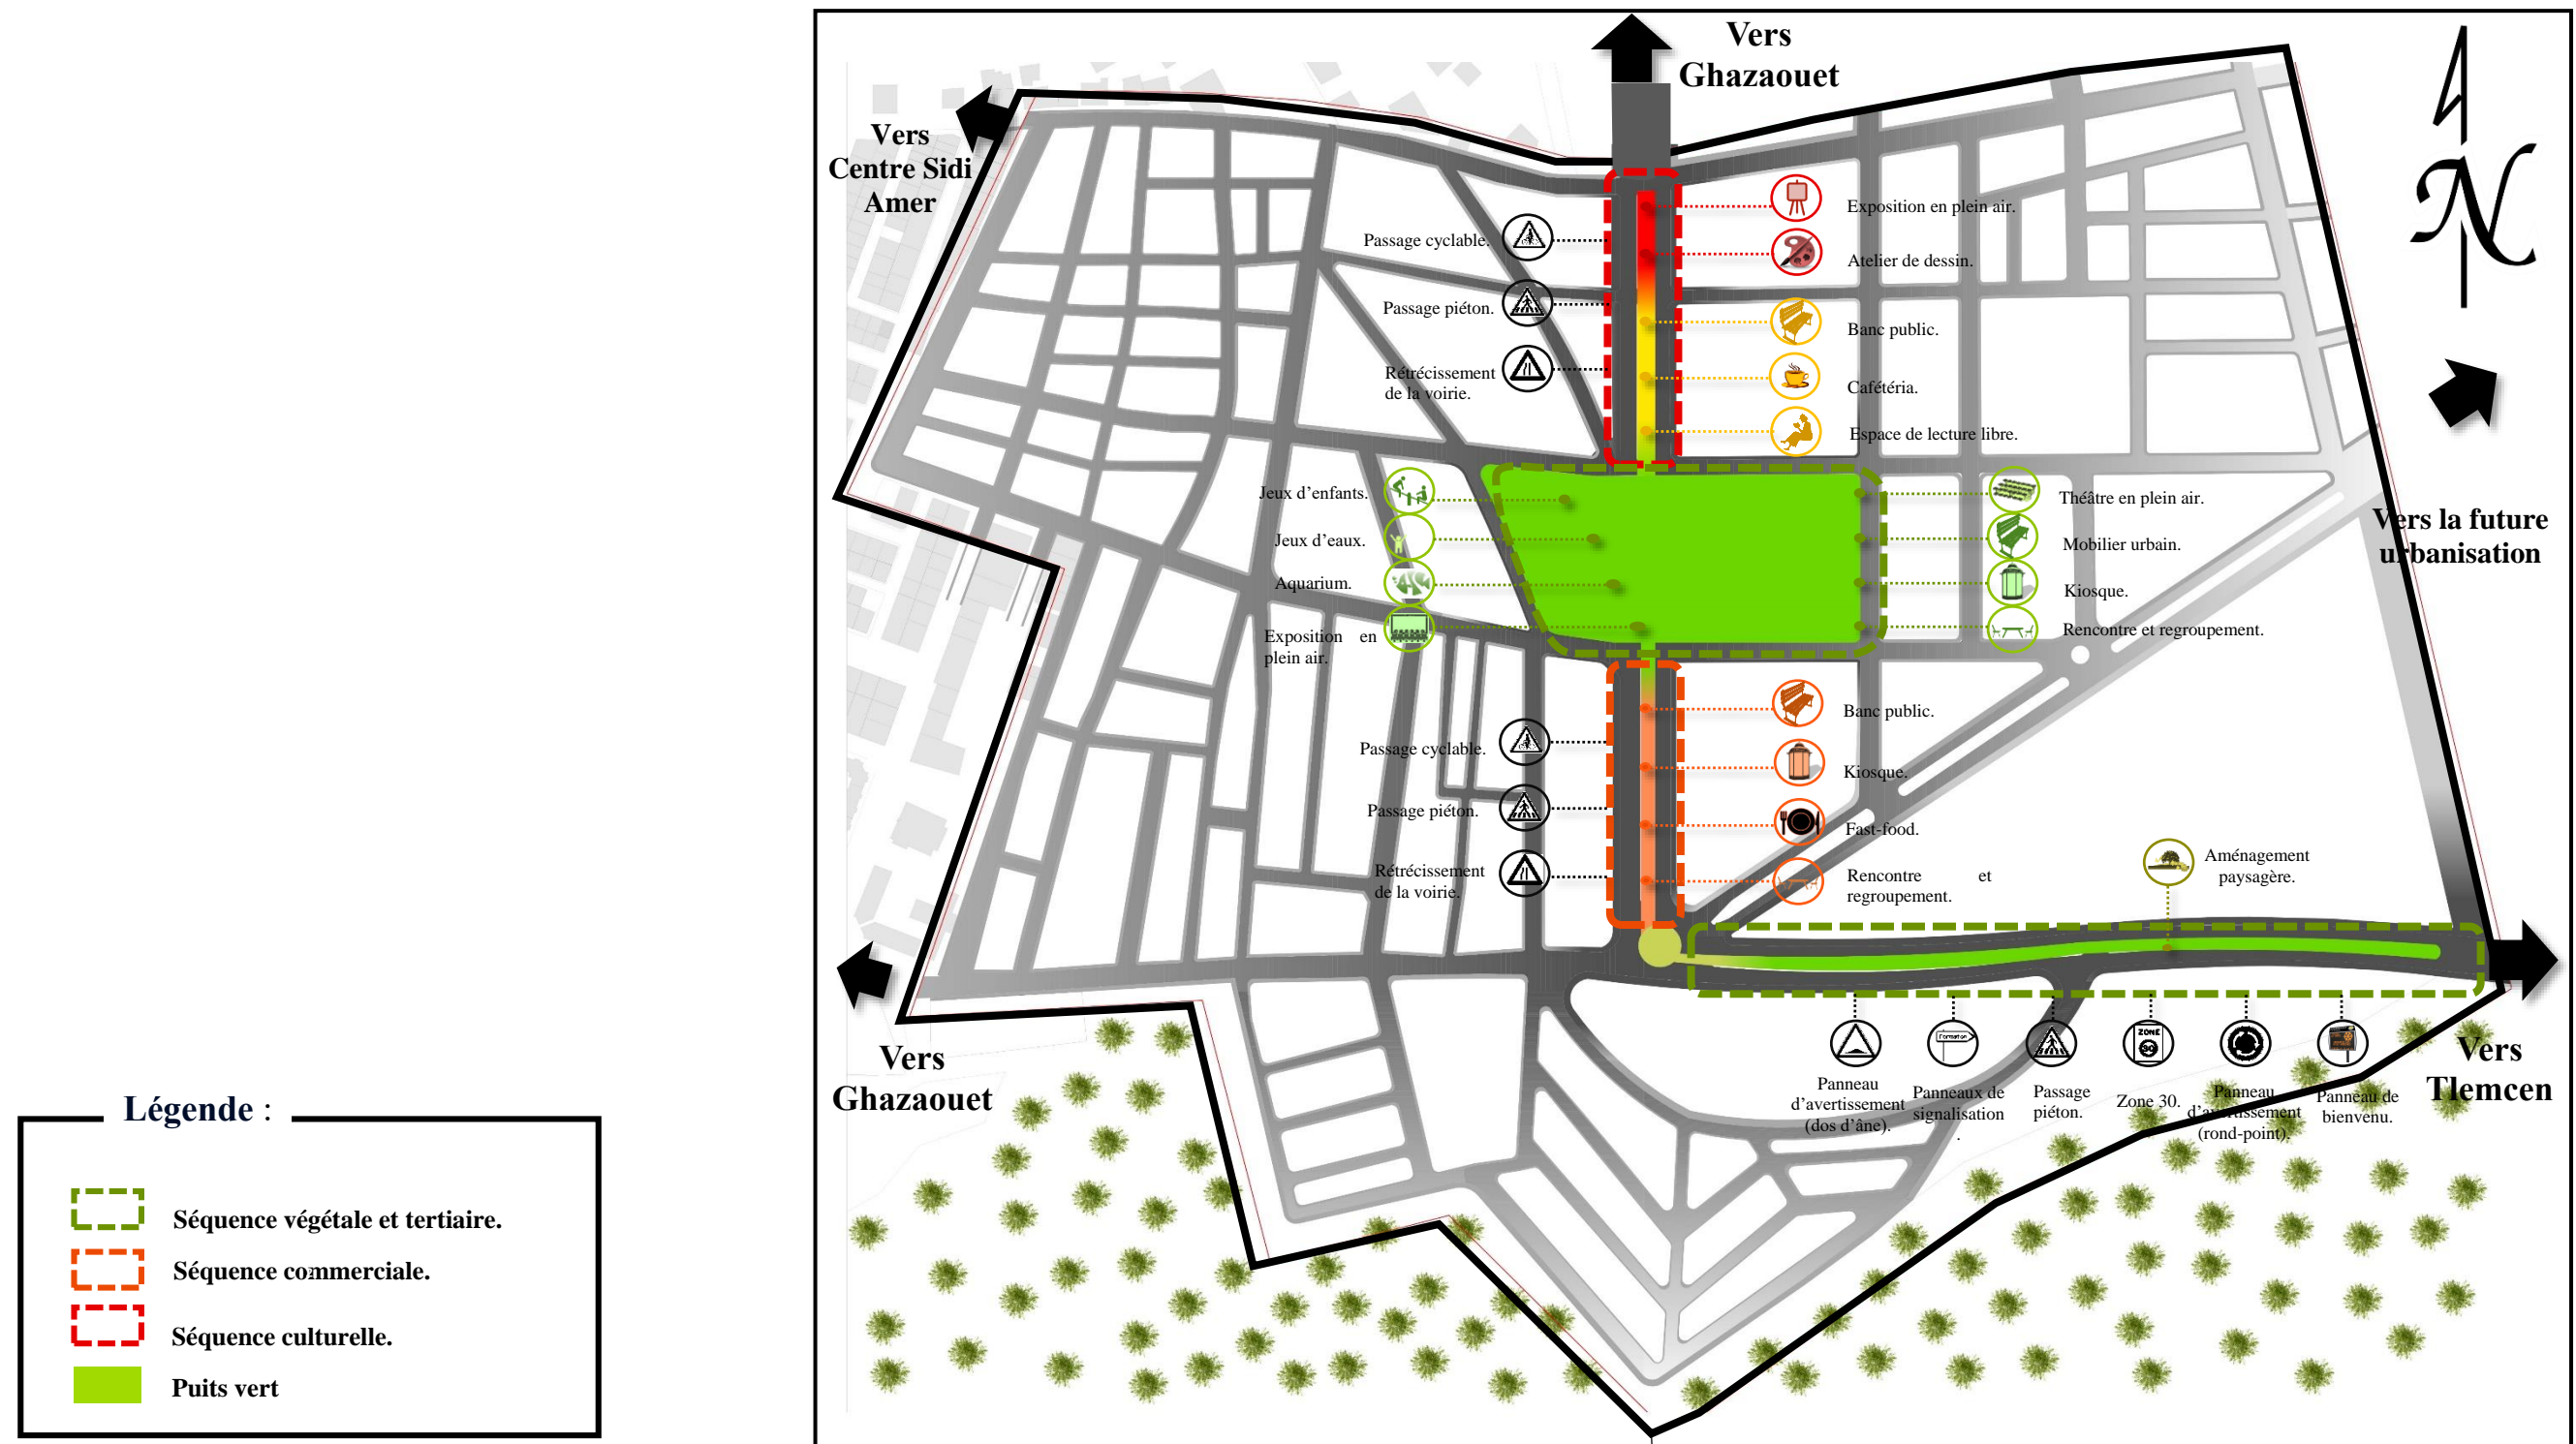 Vers
Ghazaouet
Vers
Centre Sidi
Amer
N
Exposition en plein air.
Passage cyclable.
Atelier de dessin.
Passage piéton.
Banc public.
Rétrécissement
de la voirie.
Cafétéria.
Espace de lecture libre.
Jeux d'enfants.
Théâtre en plein air.
Vers la future
urbanisation
Jeux d'eaux.
Mobilier urbain.
Aquarium.
Kiosque.
Exposition en
plein air.
Rencontre et regroupement.
Banc public.
Passage cyclable.
Kiosque.
Passage piéton.
Fast-food.
Rétrécissement
de la voirie.
Rencontre et
regroupement.
Aménagement
paysagère.
Vers
Ghazaouet
Vers
Tlemcen
ZONE
30
Panneau
d'avertissement
(dos d'âne).
Panneaux de
signalisation
.
Passage
piéton.
Zone 30.
Panneau
d'avertissement
(rond-point).
Panneau de
bienvenu.
Légende :
Séquence végétale et tertiaire.
Séquence commerciale.
Séquence culturelle.
Puits vert